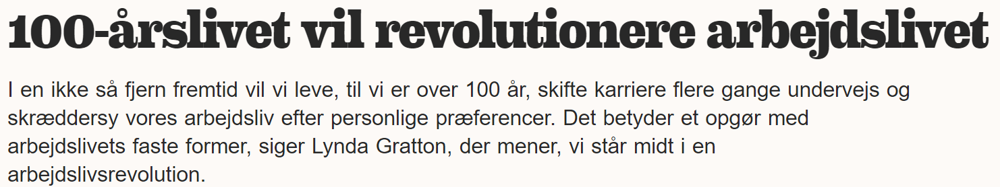 100-årslivet vil revolutionere arbejdslivet
I en ikke så fjern fremtid vil vi leve, til vi er over 100 år, skifte karriere flere gange undervejs og
skræddersy vores arbejdsliv efter personlige præferencer. Det betyder et opgør med
arbejdslivets faste former, siger Lynda Gratton, der mener, vi står midt i en
arbejdslivsrevolution.